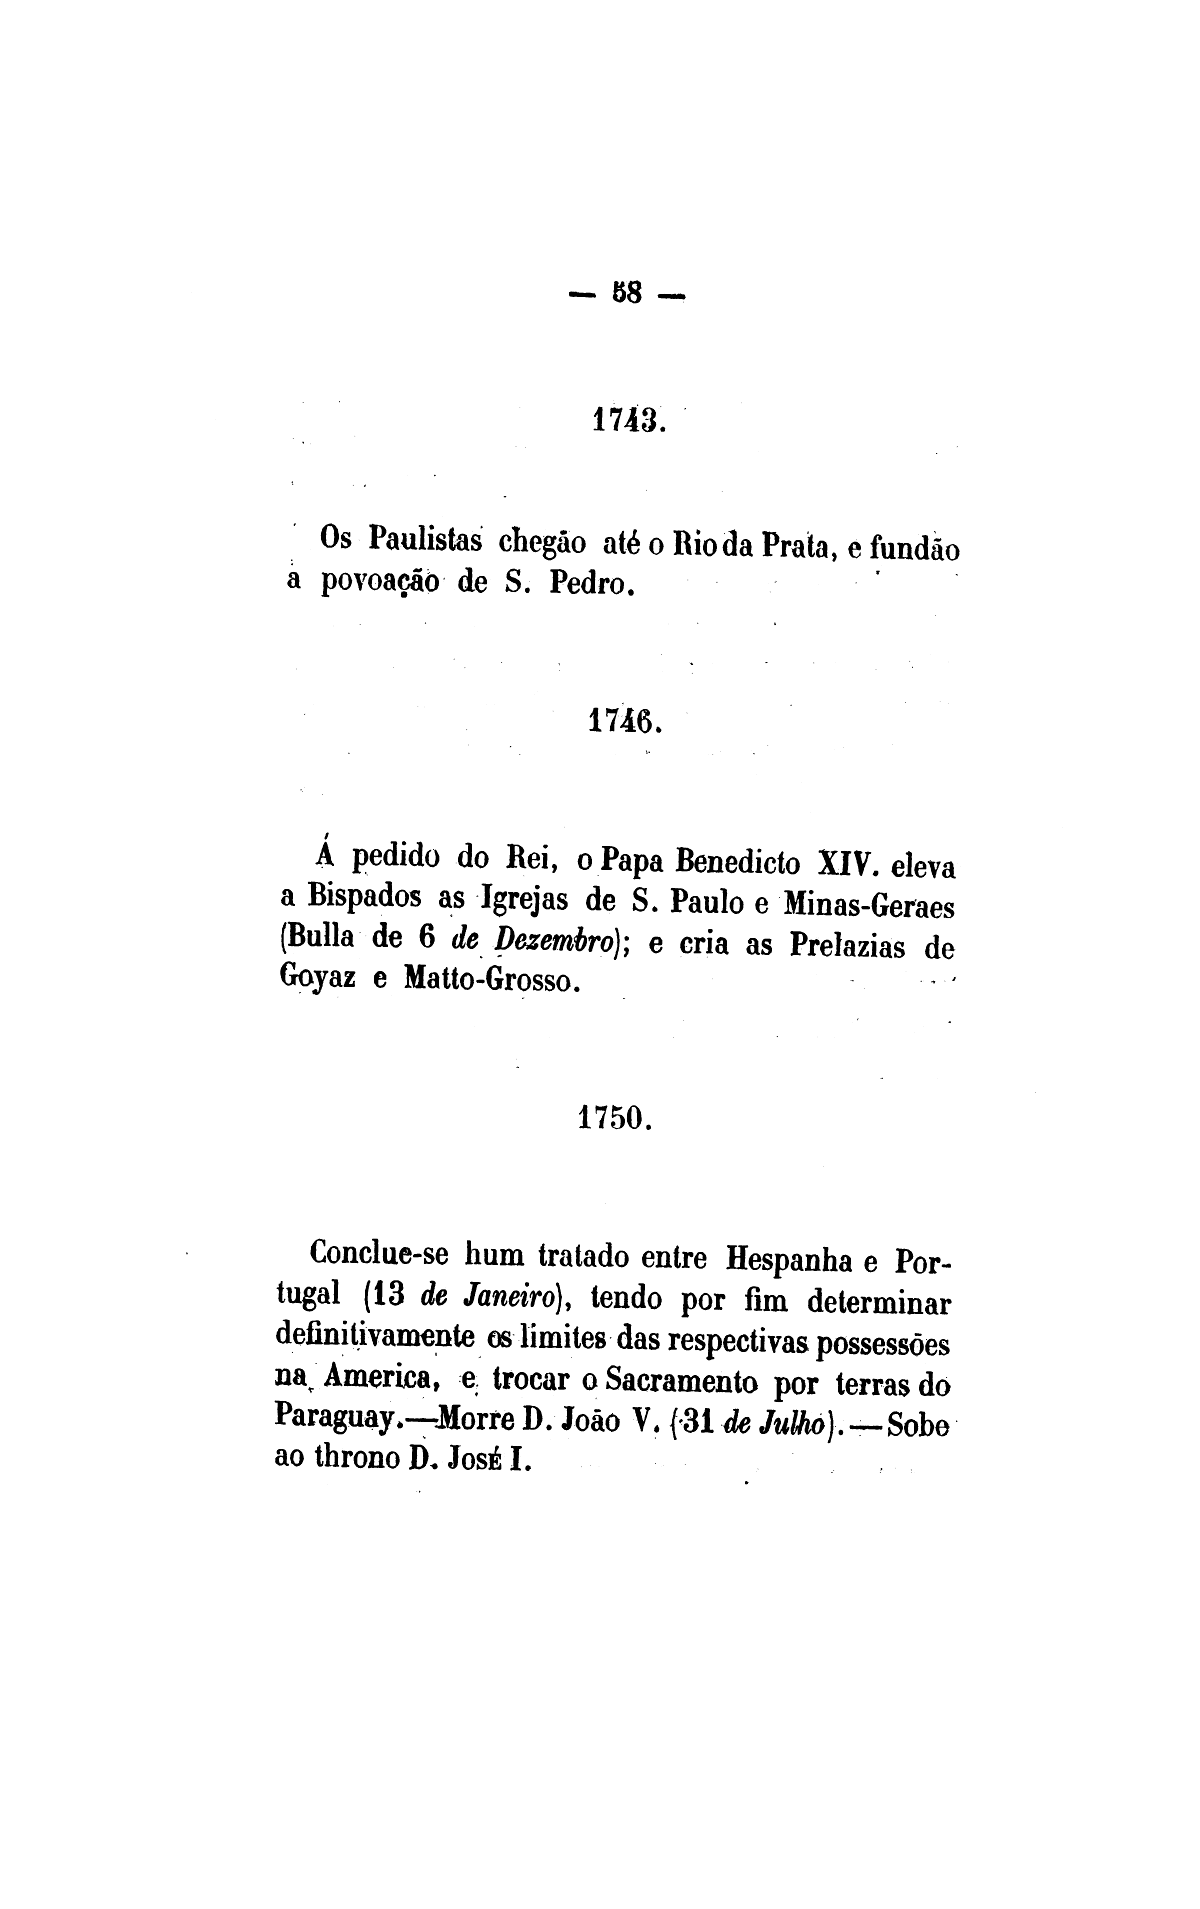 — 58 —
1743.
Os Paulistas chegão até o Rio da Prata, e fundão
a povoação de S. Pedro.
1746.
Á pedido do Rei, o Papa Benedicto XIV. eleva
a Bispados as Igrejas de S. Paulo e Minas-Geraes
(Bulla de 6 de Dezembro); e cria as Prelazias de
Goyaz e Matto-Grosso.
1750.
Conclue-se hum tratado entre Hespanha e Por-
tugal (13 de Janeiro), tendo por fim determinar
definitivamente os limites das respectivas possessões
na America, e trocar o Sacramento por terras do
Paraguay.—Morre D. João V. (31 de Julho).—Sobe
ao throno D. José I.